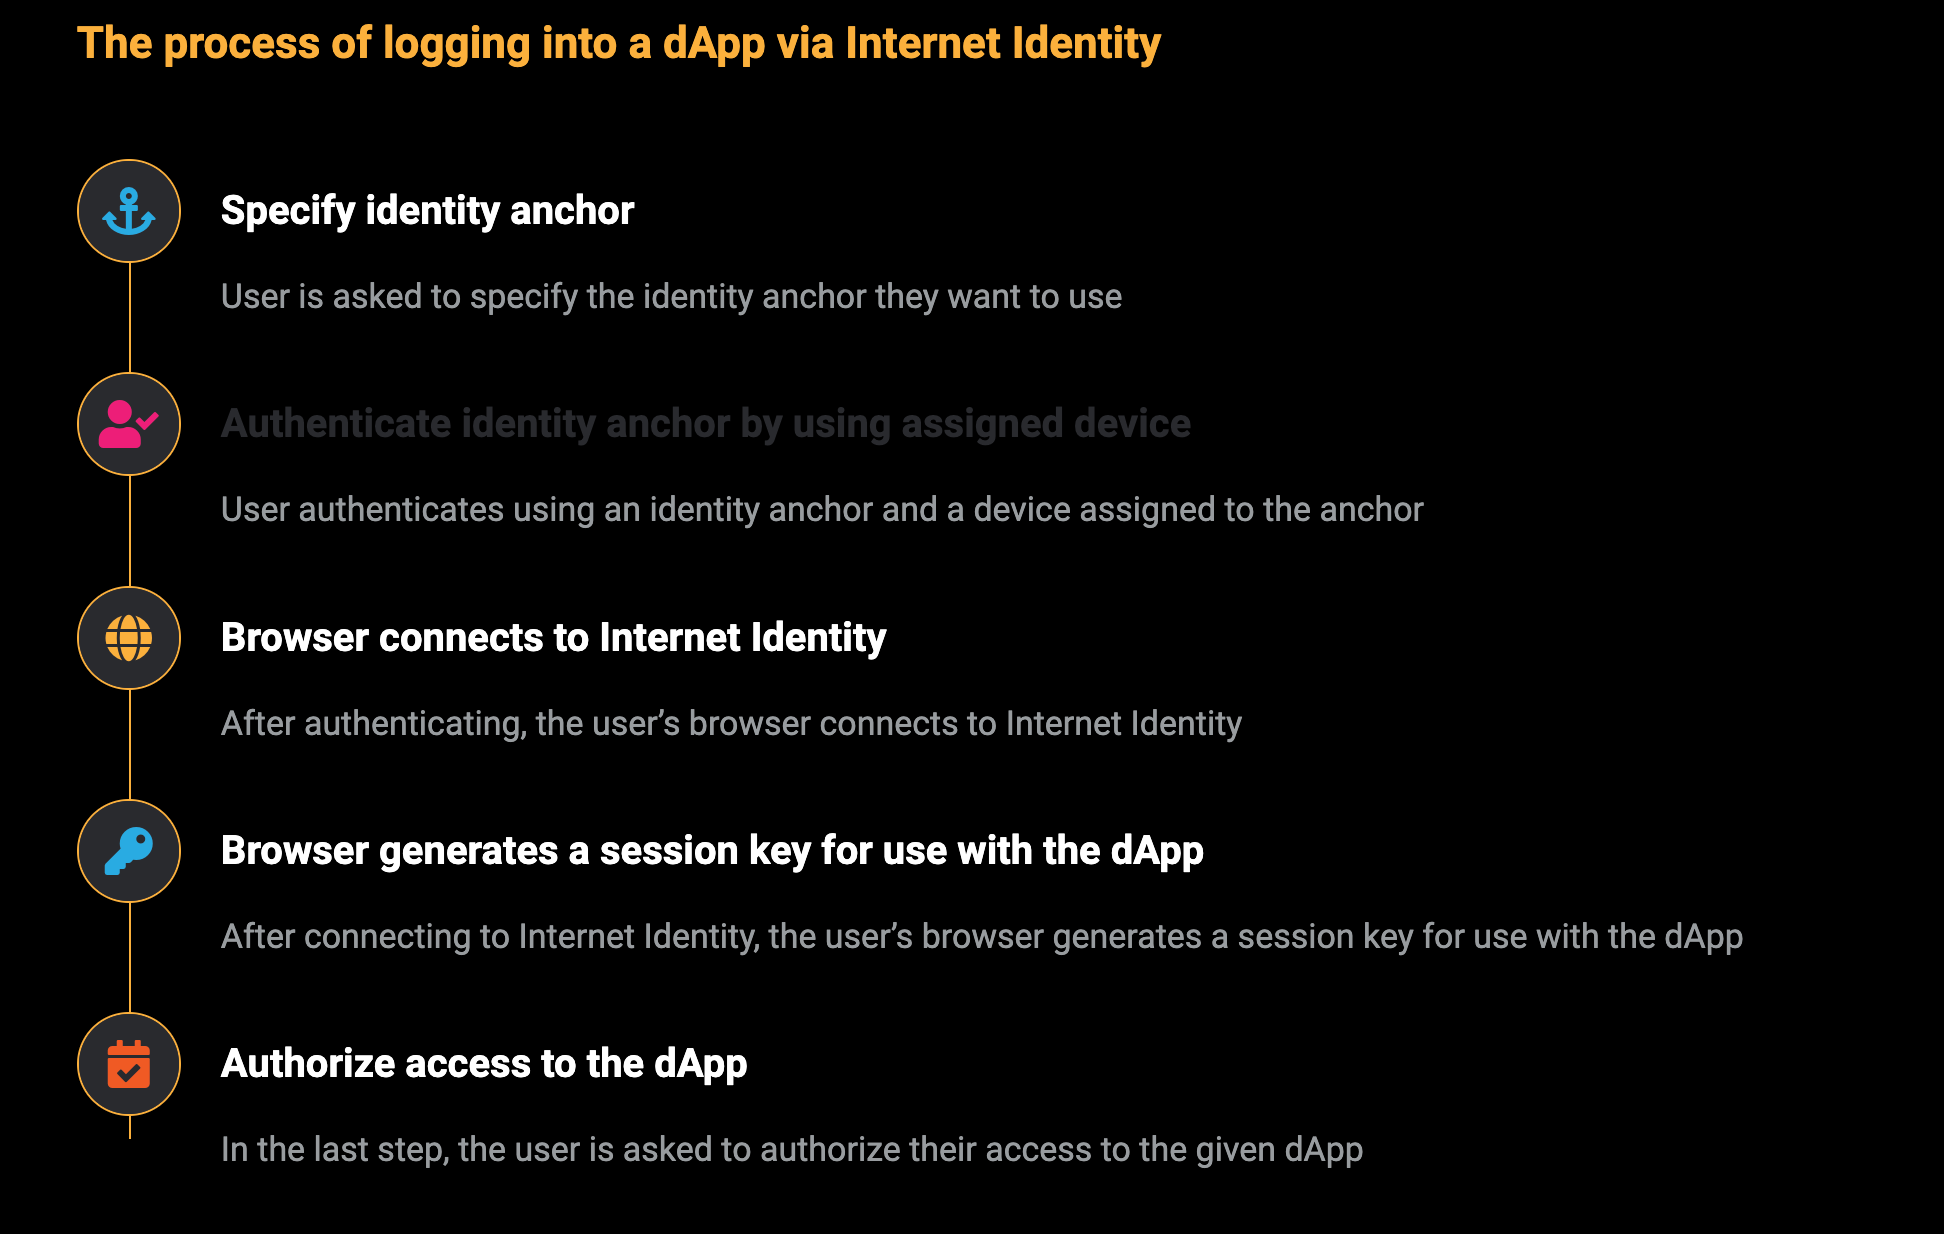 The process of logging into a dApp via Internet Identity
Specify identity anchor
User is asked to specify the identity anchor they want to use
Authenticate identity anchor by using assigned device
User authenticates using an identity anchor and a device assigned to the anchor
Browser connects to Internet Identity
After authenticating, the user’s browser connects to Internet Identity
Browser generates a session key for use with the dApp
After connecting to Internet Identity, the user’s browser generates a session key for use with the dApp
Authorize access to the dApp
In the last step, the user is asked to authorize their access to the given dApp